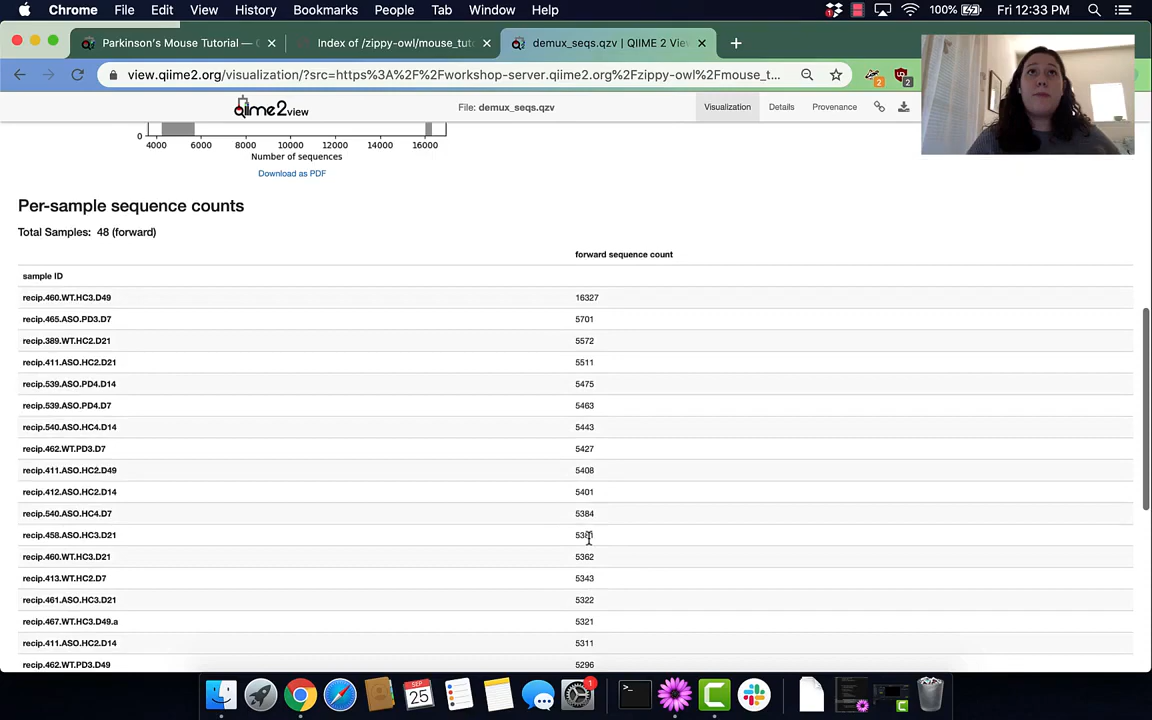 Chrome File Edit View History Bookmarks People Tab Window Help 100% Fri 12:33 PM
Parkinson's Mouse Tutorial — Index of /zippy-owl/mouse_tut demux_seqs.qzv | QIIME 2 View
view.qiime2.org/visualization/?src=https%3A%2F%2Fworkshop-server.qiime2.org%2Fzippy-owl%2Fmouse_t... 2 2
qiime2view File: demux_seqs.qzv Visualization Details Provenance
0
4000 6000 8000 10000 12000 14000 16000
Number of sequences
Download as PDF
Per-sample sequence counts
Total Samples: 48 (forward)
forward sequence count
sample ID
recip.460.WT.HC3.D49 16327
recip.465.ASO.PD3.D7 5701
recip.389.WT.HC2.D21 5572
recip.411.ASO.HC2.D21 5511
recip.539.ASO.PD4.D14 5475
recip.539.ASO.PD4.D7 5463
recip.540.ASO.HC4.D14 5443
recip.462.WT.PD3.D7 5427
recip.411.ASO.HC2.D49 5408
recip.412.ASO.HC2.D14 5401
recip.540.ASO.HC4.D7 5384
recip.458.ASO.HC3.D21
recip.460.WT.HC3.D21 5362
recip.413.WT.HC2.D7 5343
recip.461.ASO.HC3.D21 5322
recip.467.WT.HC3.D49.a 5321
recip.411.ASO.HC2.D14 5311
recip.462.WT.PD3.D49 5296
SEP
25
1